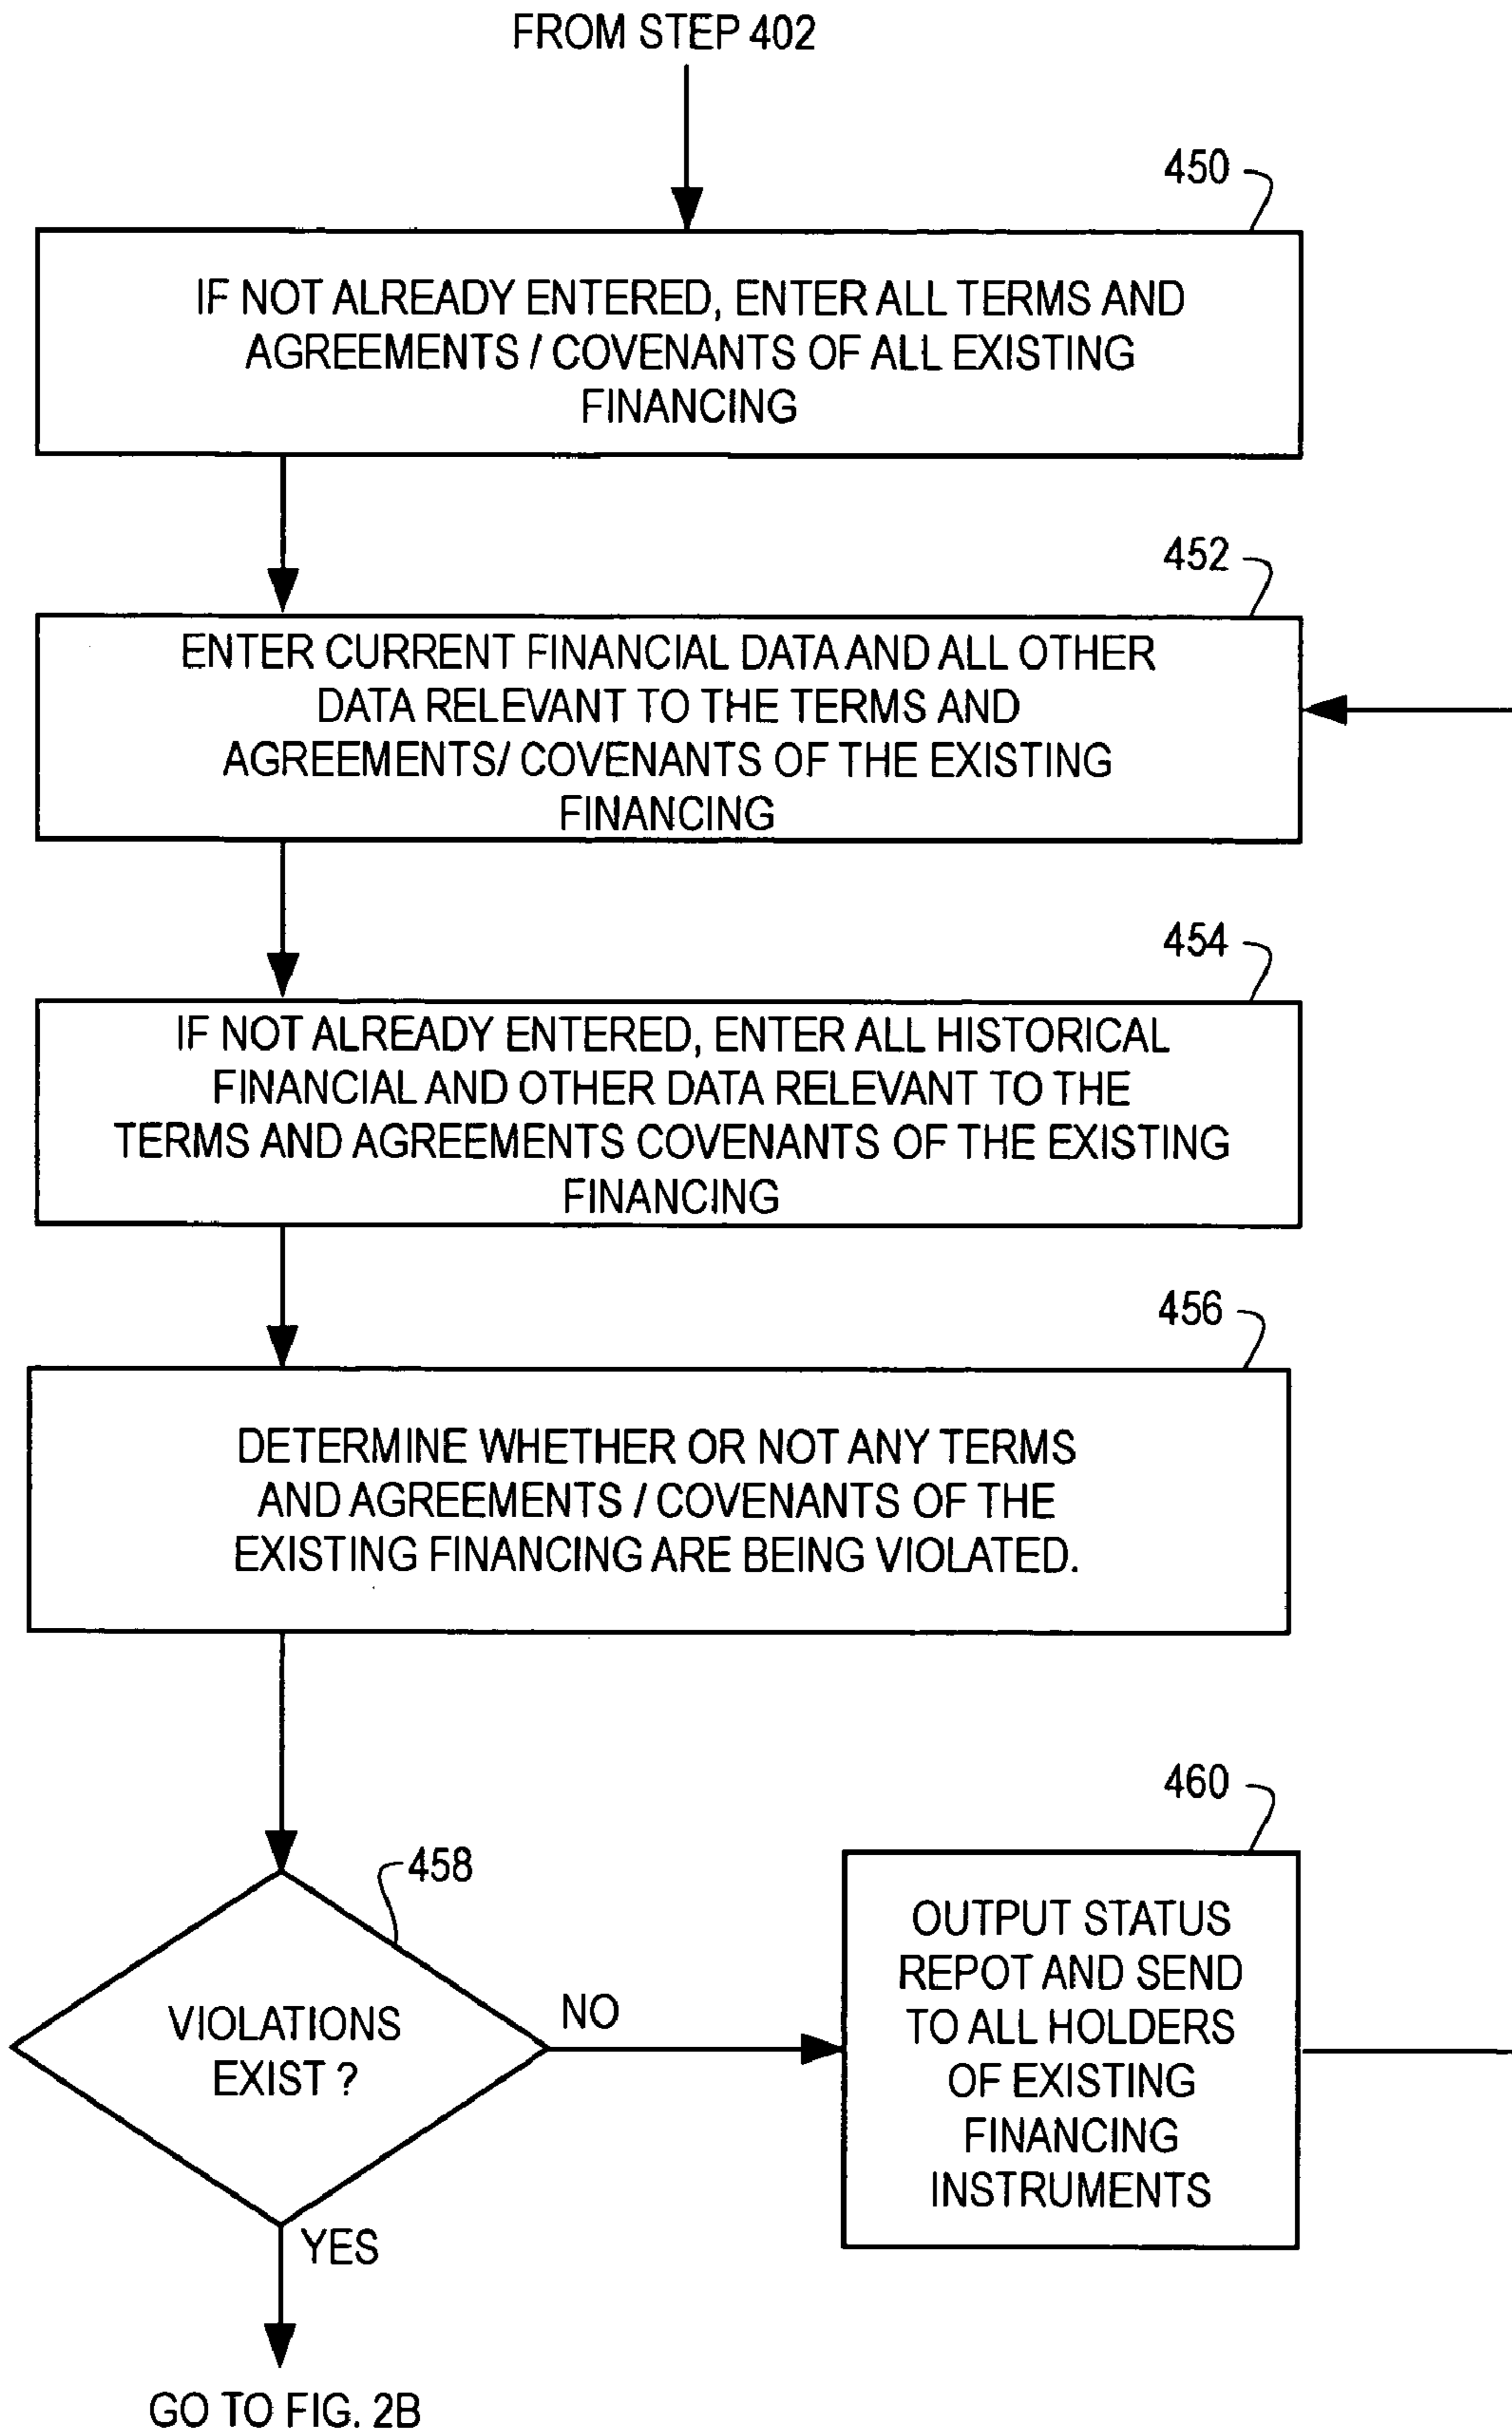 FROM STEP 402
450
IF NOT ALREADY ENTERED, ENTER ALL TERMS AND
AGREEMENTS / COVENANTS OF ALL EXISTING
FINANCING
452
ENTER CURRENT FINANCIAL DATA AND ALL OTHER
DATA RELEVANT TO THE TERMS AND
AGREEMENTS/ COVENANTS OF THE EXISTING
FINANCING
454
IF NOT ALREADY ENTERED, ENTER ALL HISTORICAL
FINANCIAL AND OTHER DATA RELEVANT TO THE
TERMS AND AGREEMENTS COVENANTS OF THE EXISTING
FINANCING
456
DETERMINE WHETHER OR NOT ANY TERMS
AND AGREEMENTS / COVENANTS OF THE
EXISTING FINANCING ARE BEING VIOLATED.
458
VIOLATIONS
EXIST ?
NO
YES
460
OUTPUT STATUS
REPOT AND SEND
TO ALL HOLDERS
OF EXISTING
FINANCING
INSTRUMENTS
GO TO FIG. 2B